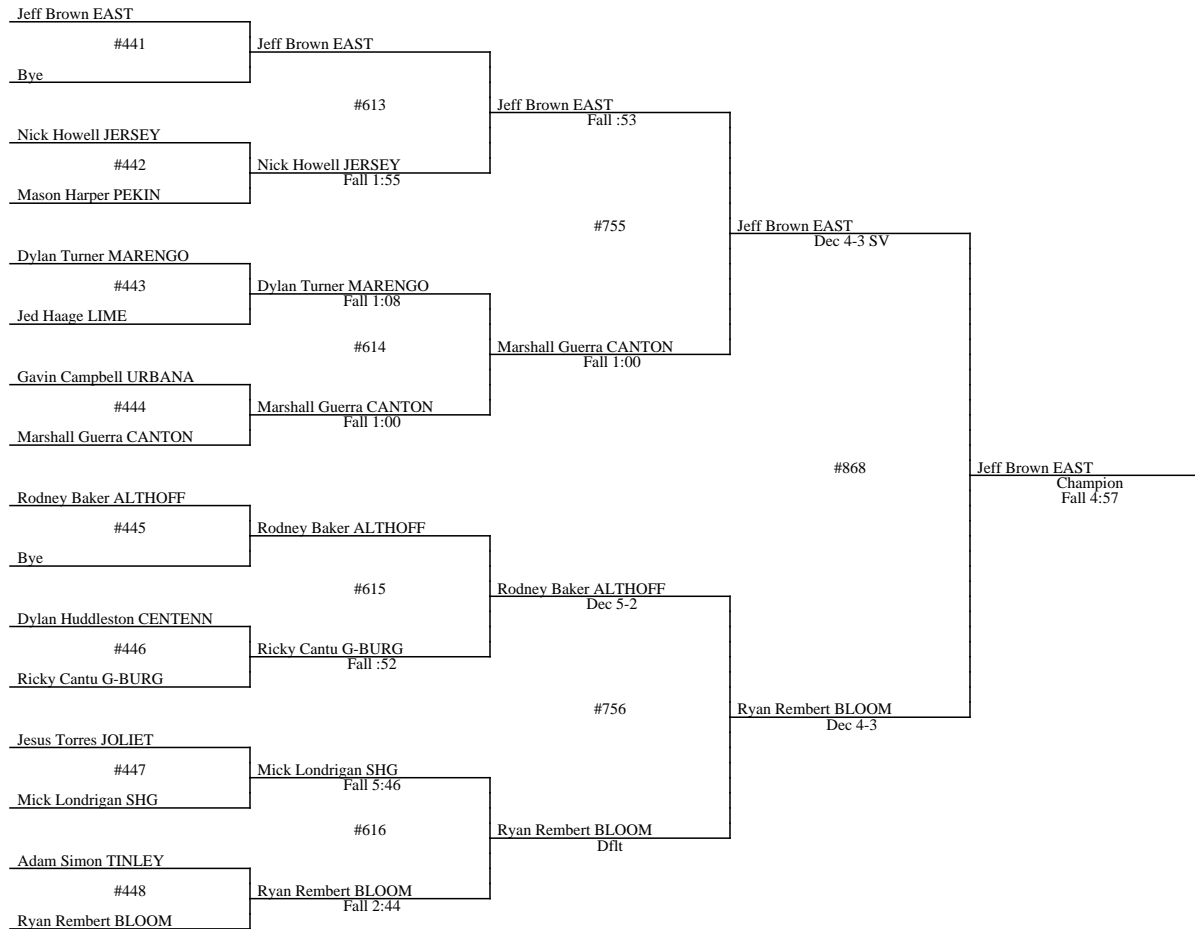 Jeff Brown EAST
#441
Bye
Jeff Brown EAST
#613
Nick Howell JERSEY
#442
Mason Harper PEKIN
Nick Howell JERSEY
Fall 1:55
Jeff Brown EAST
Fall :53
#755
Dylan Turner MARENGO
#443
Jed Haage LIME
Dylan Turner MARENGO
Fall 1:08
#614
Gavin Campbell URBANA
#444
Marshall Guerra CANTON
Marshall Guerra CANTON
Fall 1:00
Marshall Guerra CANTON
Fall 1:00
Jeff Brown EAST
Dec 4-3 SV
#868
Rodney Baker ALTHOFF
#445
Bye
Rodney Baker ALTHOFF
#615
Dylan Huddleston CENTENN
#446
Ricky Cantu G-BURG
Ricky Cantu G-BURG
Fall :52
Rodney Baker ALTHOFF
Dec 5-2
#756
Jesus Torres JOLIET
#447
Mick Londrigan SHG
Mick Londrigan SHG
Fall 5:46
#616
Adam Simon TINLEY
#448
Ryan Rembert BLOOM
Ryan Rembert BLOOM
Fall 2:44
Ryan Rembert BLOOM
Dflt
Ryan Rembert BLOOM
Dec 4-3
Jeff Brown EAST
Champion
Fall 4:57